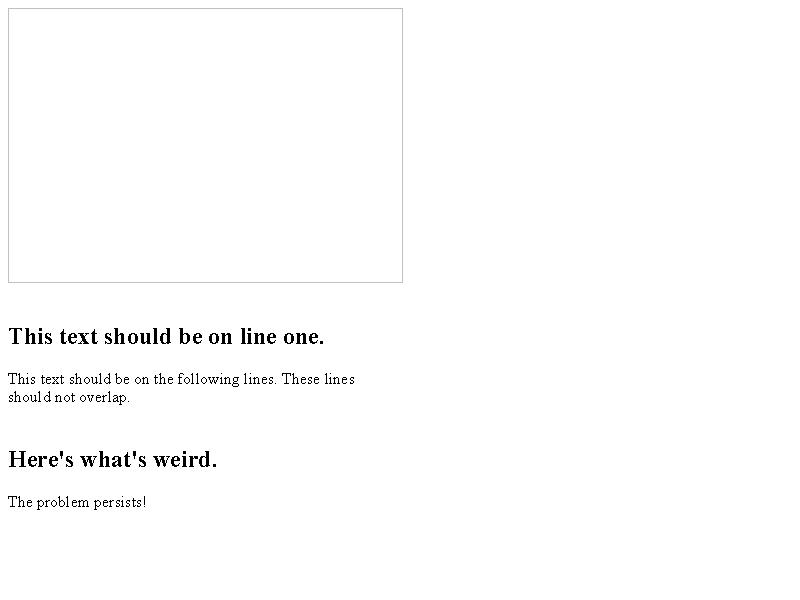 This text should be on line one.
This text should be on the following lines. These lines
should not overlap.
Here's what's weird.
The problem persists!